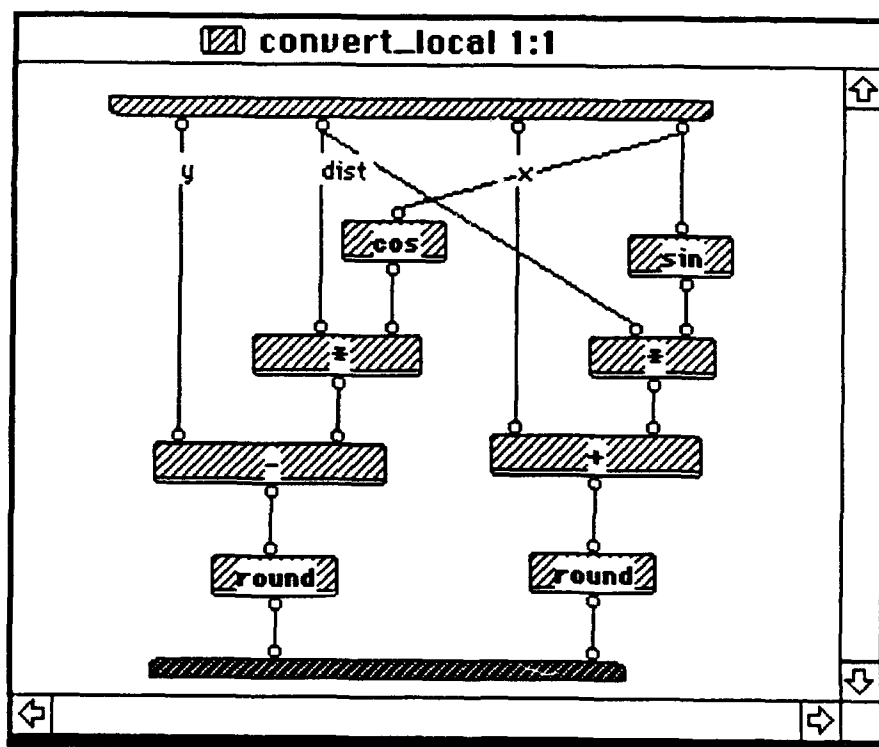 convert_local 1:1
y dist x
cos
sin
* *
- +
round round